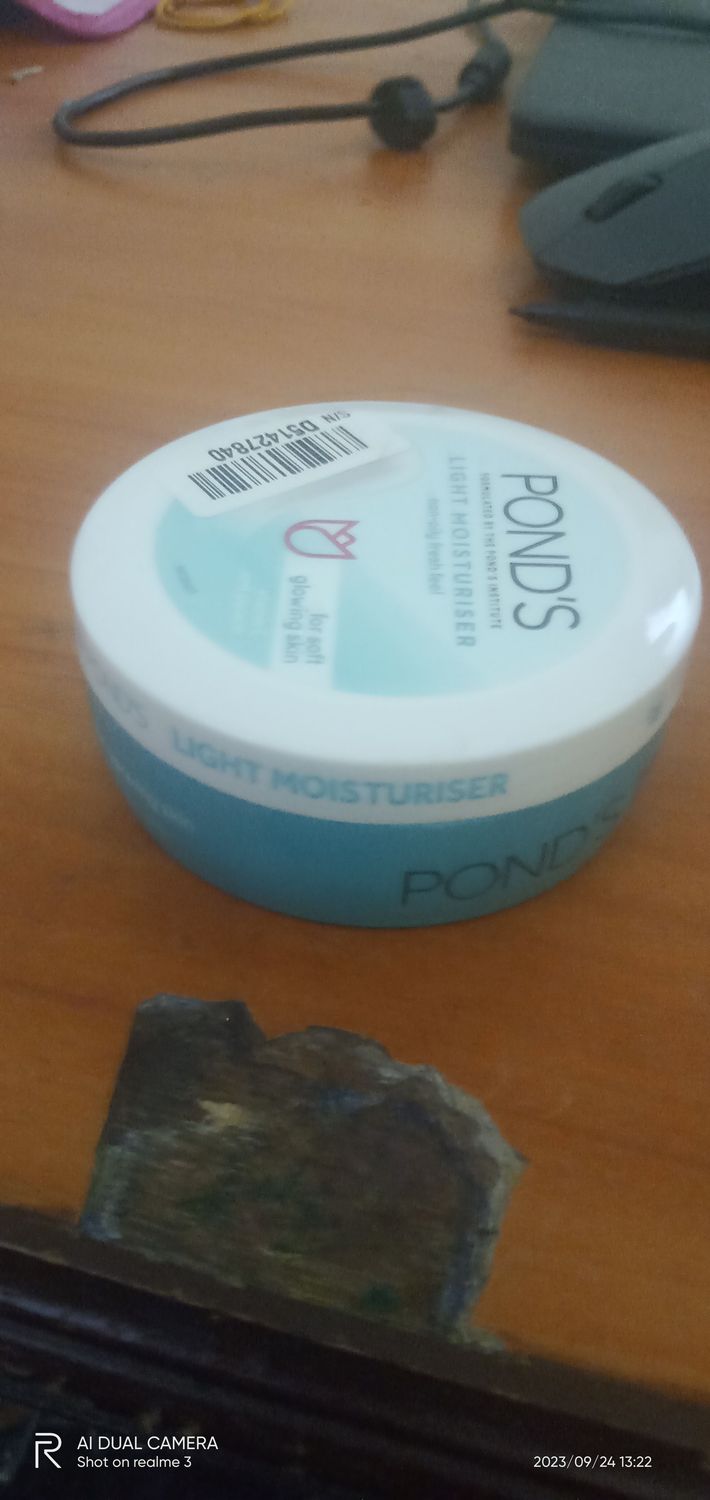 S/N D51427840
POND'S
FORMULATED BY THE POND'S INSTITUTE
LIGHT MOISTURISER
non-oily fresh feel
for soft
glowing skin
POND'S LIGHT MOISTURISER
POND'S
AI DUAL CAMERA
Shot on realme 3
2023/09/24 13:22